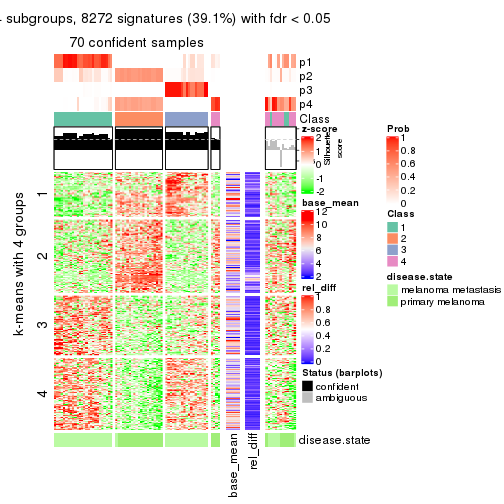 subgroups, 8272 signatures (39.1%) with fdr < 0.05
70 confident samples
p1
p2
p3
p4
Class
Silhouette
score
k-means with 4 groups
1
2
3
4
base_mean
rel_diff
disease.state
z-score
2
1
0
-1
-2
base_mean
12
10
8
6
4
2
rel_diff
1
0.8
0.6
0.4
0.2
0
Status (barplots)
confident
ambiguous
Prob
1
0.8
0.6
0.4
0.2
0
Class
1
2
3
4
disease.state
melanoma metastasis
primary melanoma